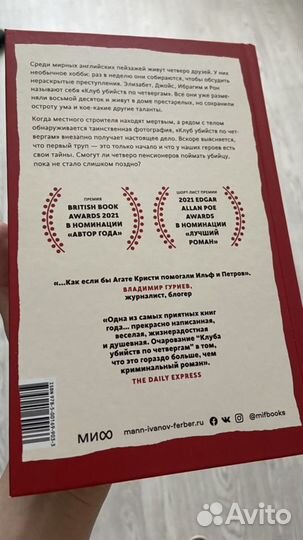 Среди мирных английских пейзажей живут четверо друзей. У них
необычное хобби: раз в неделю они собираются, чтобы обсудить
нераскрытые преступления. Элизабет, Джойс, Ибрагим и Рон
называют себя «Клуб убийств по четвергам». Все они уже разме-
няли восьмой десяток и живут в доме престарелых, но сохранили
остроту ума и кое-какие другие таланты.
Когда местного строителя находят мертвым, а рядом с телом
обнаруживается таинственная фотография, «Клуб убийств по чет-
вергам» внезапно получает настоящее дело. Вскоре выясняется,
что первый труп — это только начало и что у наших героев есть
свои тайны. Смогут ли четверо пенсионеров поймать убийцу,
пока не стало слишком поздно?
ПРЕМИЯ
BRITISH BOOK
AWARDS 2021
В НОМИНАЦИИ
«АВТОР ГОДА»
ШОРТ-ЛИСТ ПРЕМИИ
2021 EDGAR
ALLAN POE
AWARDS
В НОМИНАЦИИ
«ЛУЧШИЙ
РОМАН»
«...Как если бы Агате Кристи помогали Ильф и Петров».
ВЛАДИМИР ГУРИЕВ,
журналист, блогер
«Одна из самых приятных книг
года... прекрасно написанная,
веселая, жизнерадостная
и душевная. Очарование "Клуба
убийств по четвергам" в том,
что это гораздо больше, чем
криминальный роман».
THE DAILY EXPRESS
МИФ
mann-ivanov-ferber.ru
@mifbooks
Avito